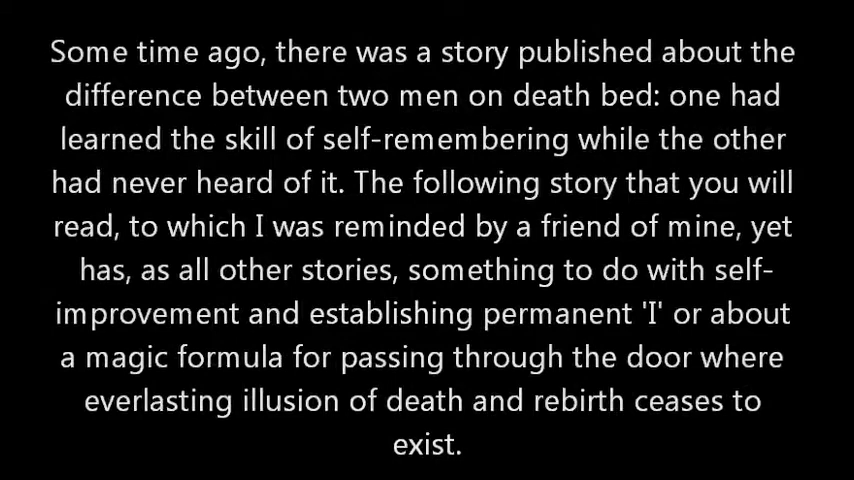 Some time ago, there was a story published about the
difference between two men on death bed: one had
learned the skill of self-remembering while the other
had never heard of it. The following story that you will
read, to which I was reminded by a friend of mine, yet
has, as all other stories, something to do with self-
improvement and establishing permanent 'I' or about
a magic formula for passing through the door where
everlasting illusion of death and rebirth ceases to
exist.